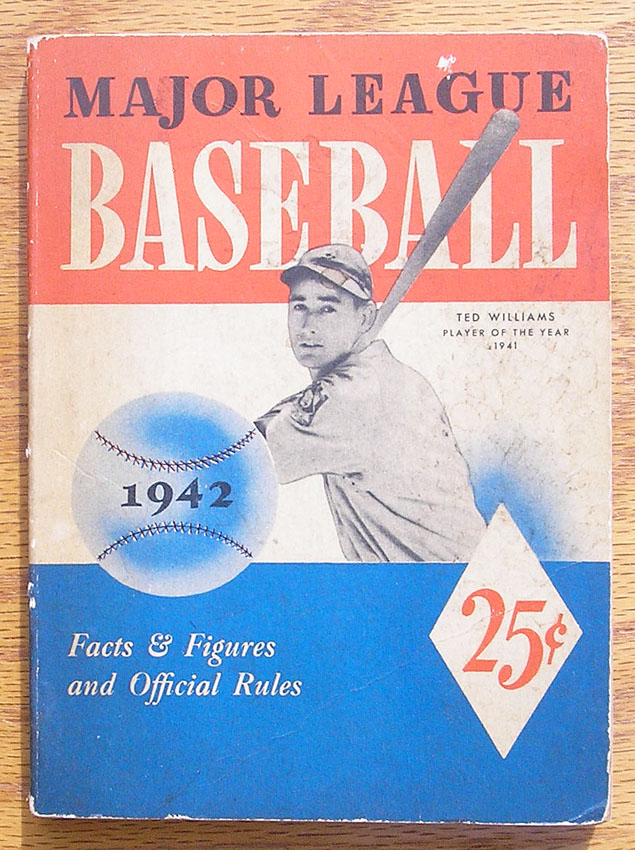 MAJOR LEAGUE
BASEBALL
TED WILLIAMS
PLAYER OF THE YEAR
1941
1942
Facts & Figures
and Official Rules
25¢